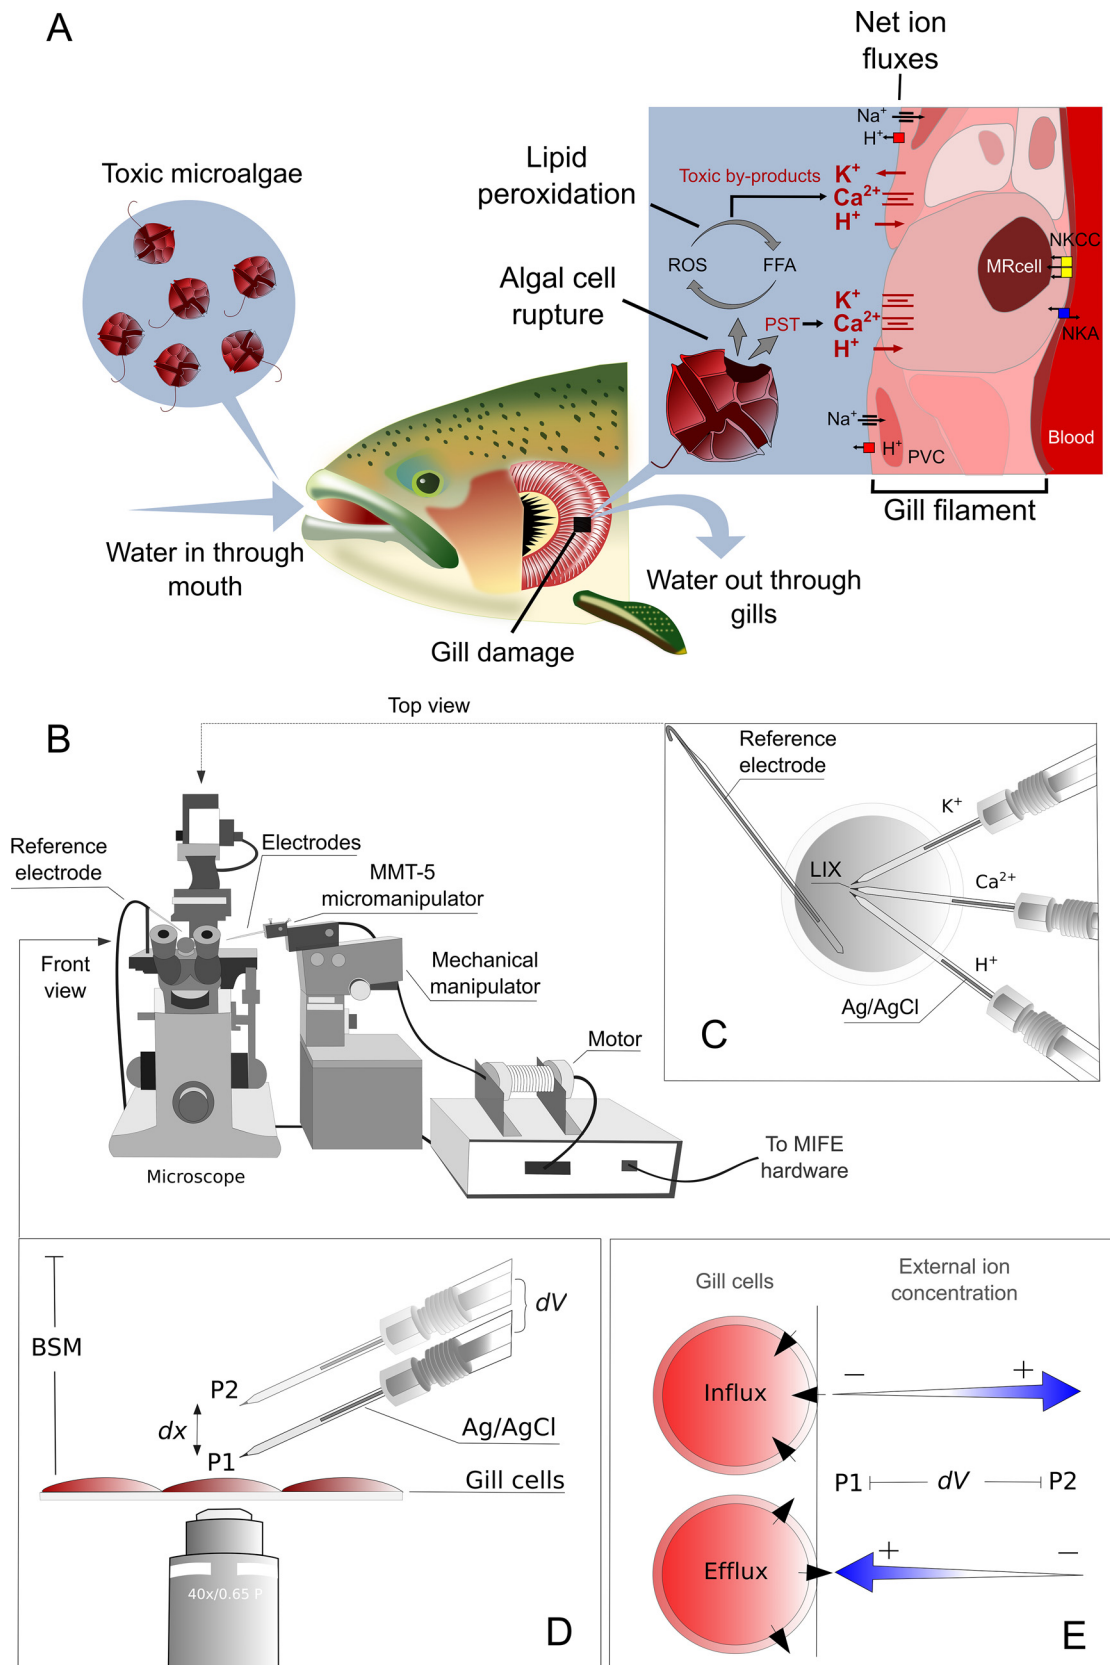 A
Net ion
fluxes
Toxic microalgae
Lipid
peroxidation
Algal cell
rupture
Na⁺
H⁺
Toxic by-products
K⁺
Ca²⁺
H⁺
ROS
FFA
PST
K⁺
Ca²⁺
H⁺
MRcell
NKCC
NKA
Na⁺
H⁺
PVC
Blood
Gill filament
Water in through
mouth
Water out through
gills
Gill damage
B
Top view
Reference
electrode
Electrodes
MMT-5
micromanipulator
Front
view
Mechanical
manipulator
Motor
To MIFE
hardware
Microscope
Reference
electrode
K⁺
LIX
Ca²⁺
H⁺
Ag/AgCl
C
BSM
dV
P2
dx
P1
Ag/AgCl
Gill cells
40x/0.65 P
D
Gill cells
External ion
concentration
Influx
− +
P1 dV P2
Efflux
+ −
E